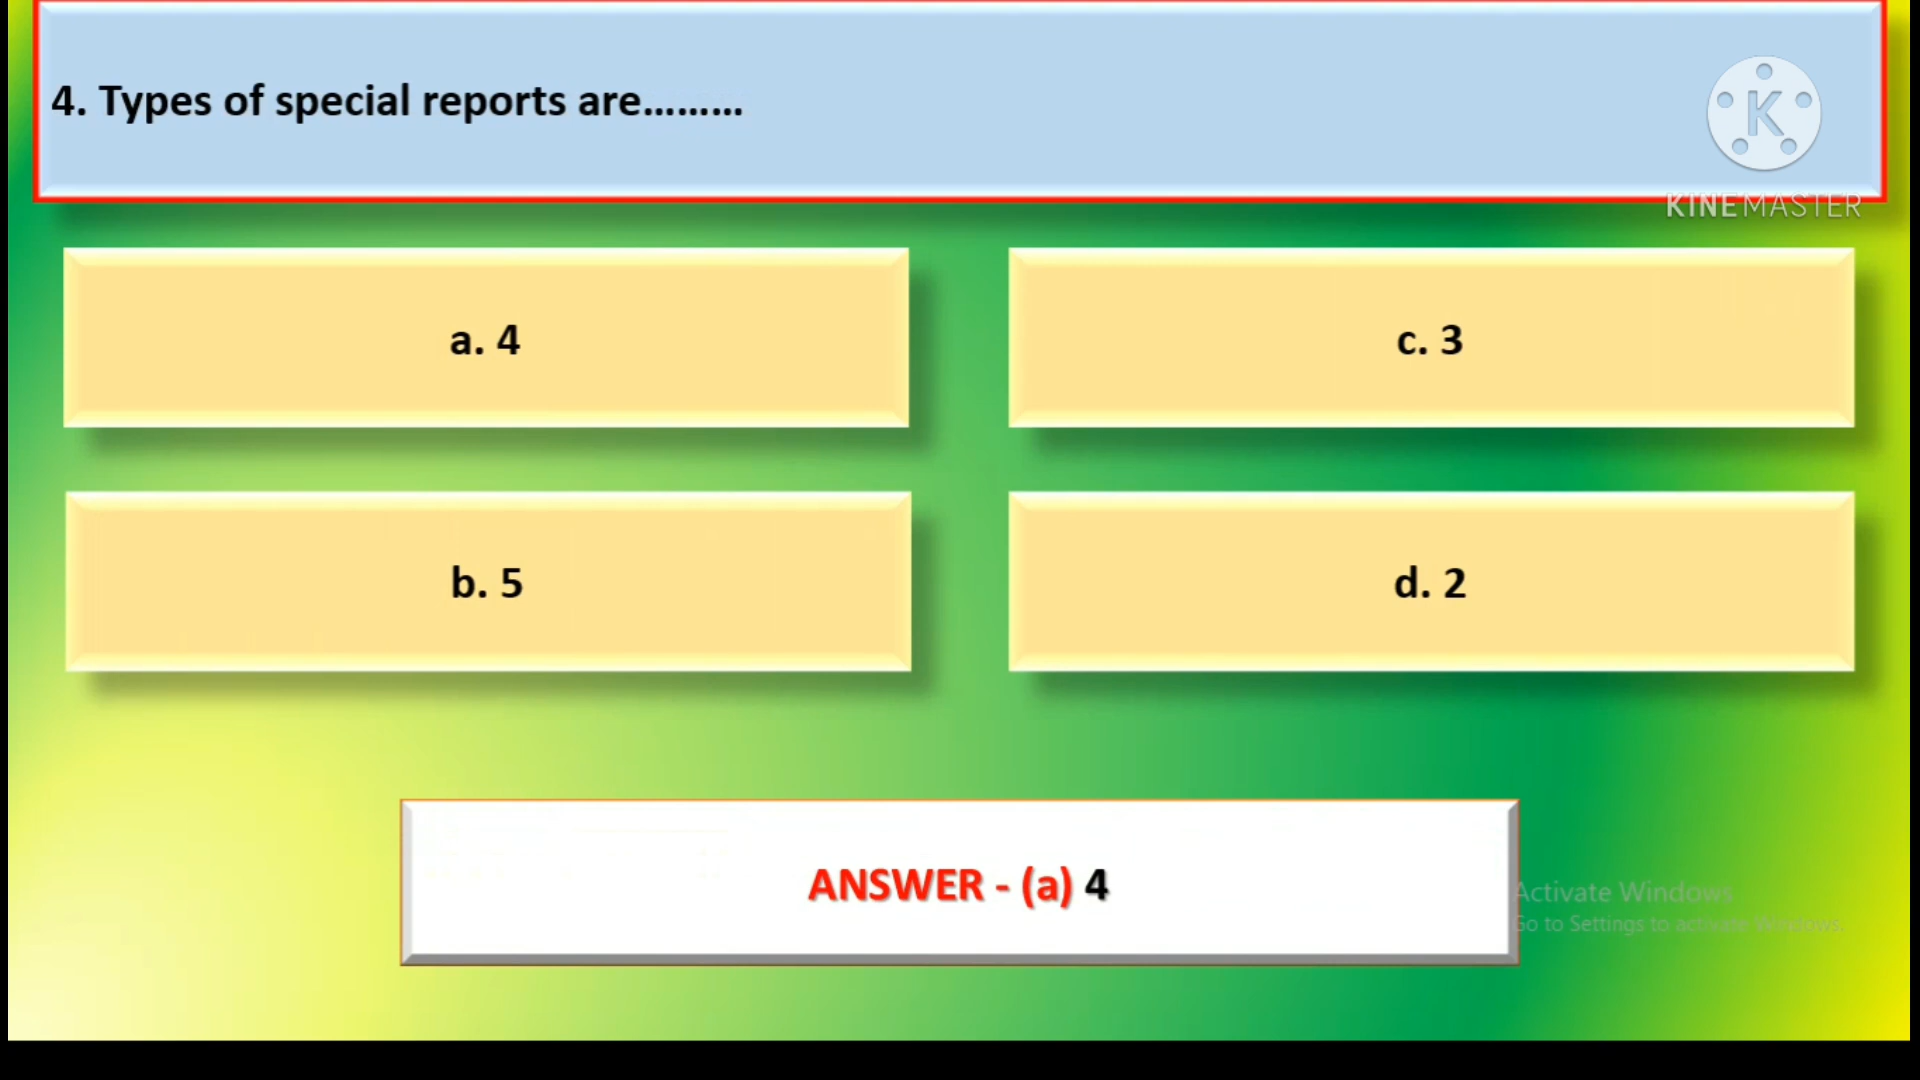 4. Types of special reports are.........
K
KINEMASTER
a. 4
c. 3
b. 5
d. 2
ANSWER - (a) 4
Activate Windows
Go to Settings to activate Windows.